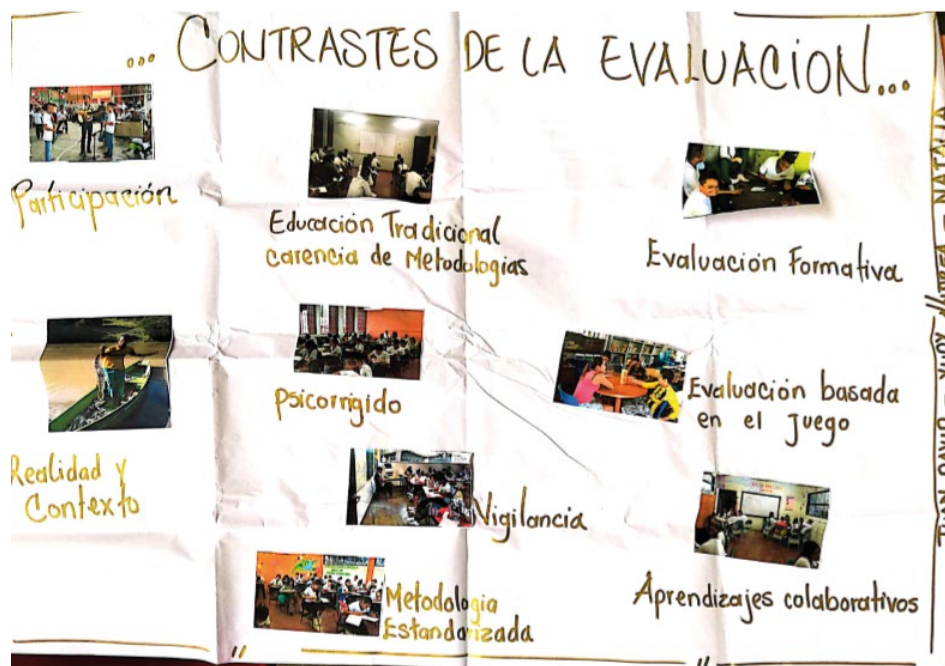 ... CONTRASTES DE LA EVALUACION...
Participación
Educación Tradicional
carencia de Metodologias
Evaluación Formativa
Realidad y
Contexto
Psicorrigido
Evaluación basada
en el Juego
Vigilancia
Metodologia
Estandarizada
Aprendizajes colaborativos
NATALIA